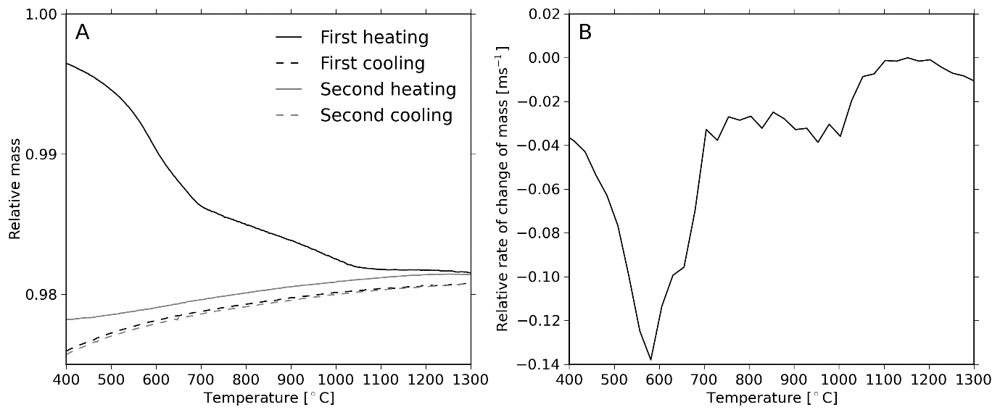 A
First heating
First cooling
Second heating
Second cooling
1.00
0.99
0.98
Relative mass
400 500 600 700 800 900 1000 1100 1200 1300
Temperature [°C]
B
0.02
0.00
−0.02
−0.04
−0.06
−0.08
−0.10
−0.12
−0.14
Relative rate of change of mass [ms⁻¹]
400 500 600 700 800 900 1000 1100 1200 1300
Temperature [°C]